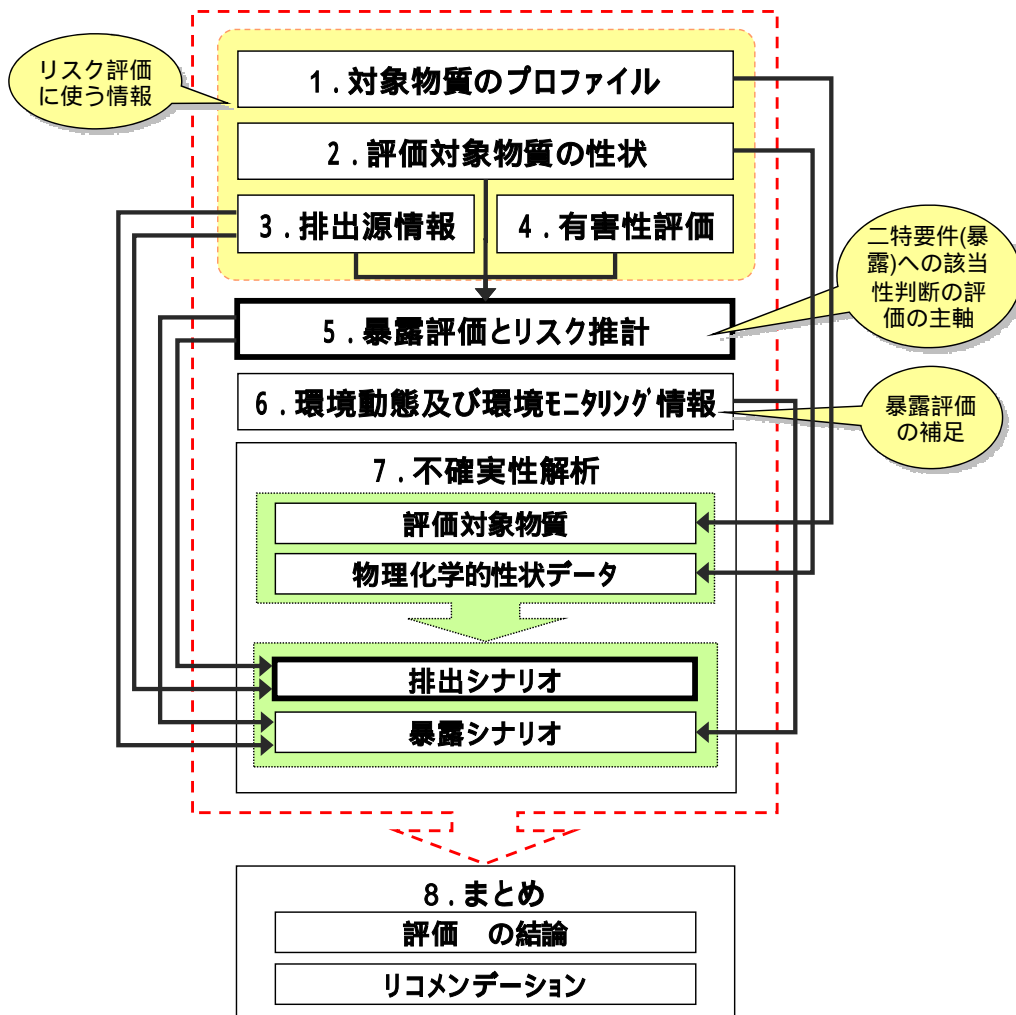 リスク評価
に使う情報
1．対象物質のプロファイル
2．評価対象物質の性状
3．排出源情報
4．有害性評価
二特要件(暴
露)への該当
性判断の評
価の主軸
5．暴露評価とリスク推計
6．環境動態及び環境ﾓﾆﾀﾘﾝｸﾞ情報
暴露評価
の補足
7．不確実性解析
評価対象物質
物理化学的性状データ
排出シナリオ
暴露シナリオ
8．まとめ
評価　の結論
リコメンデーション